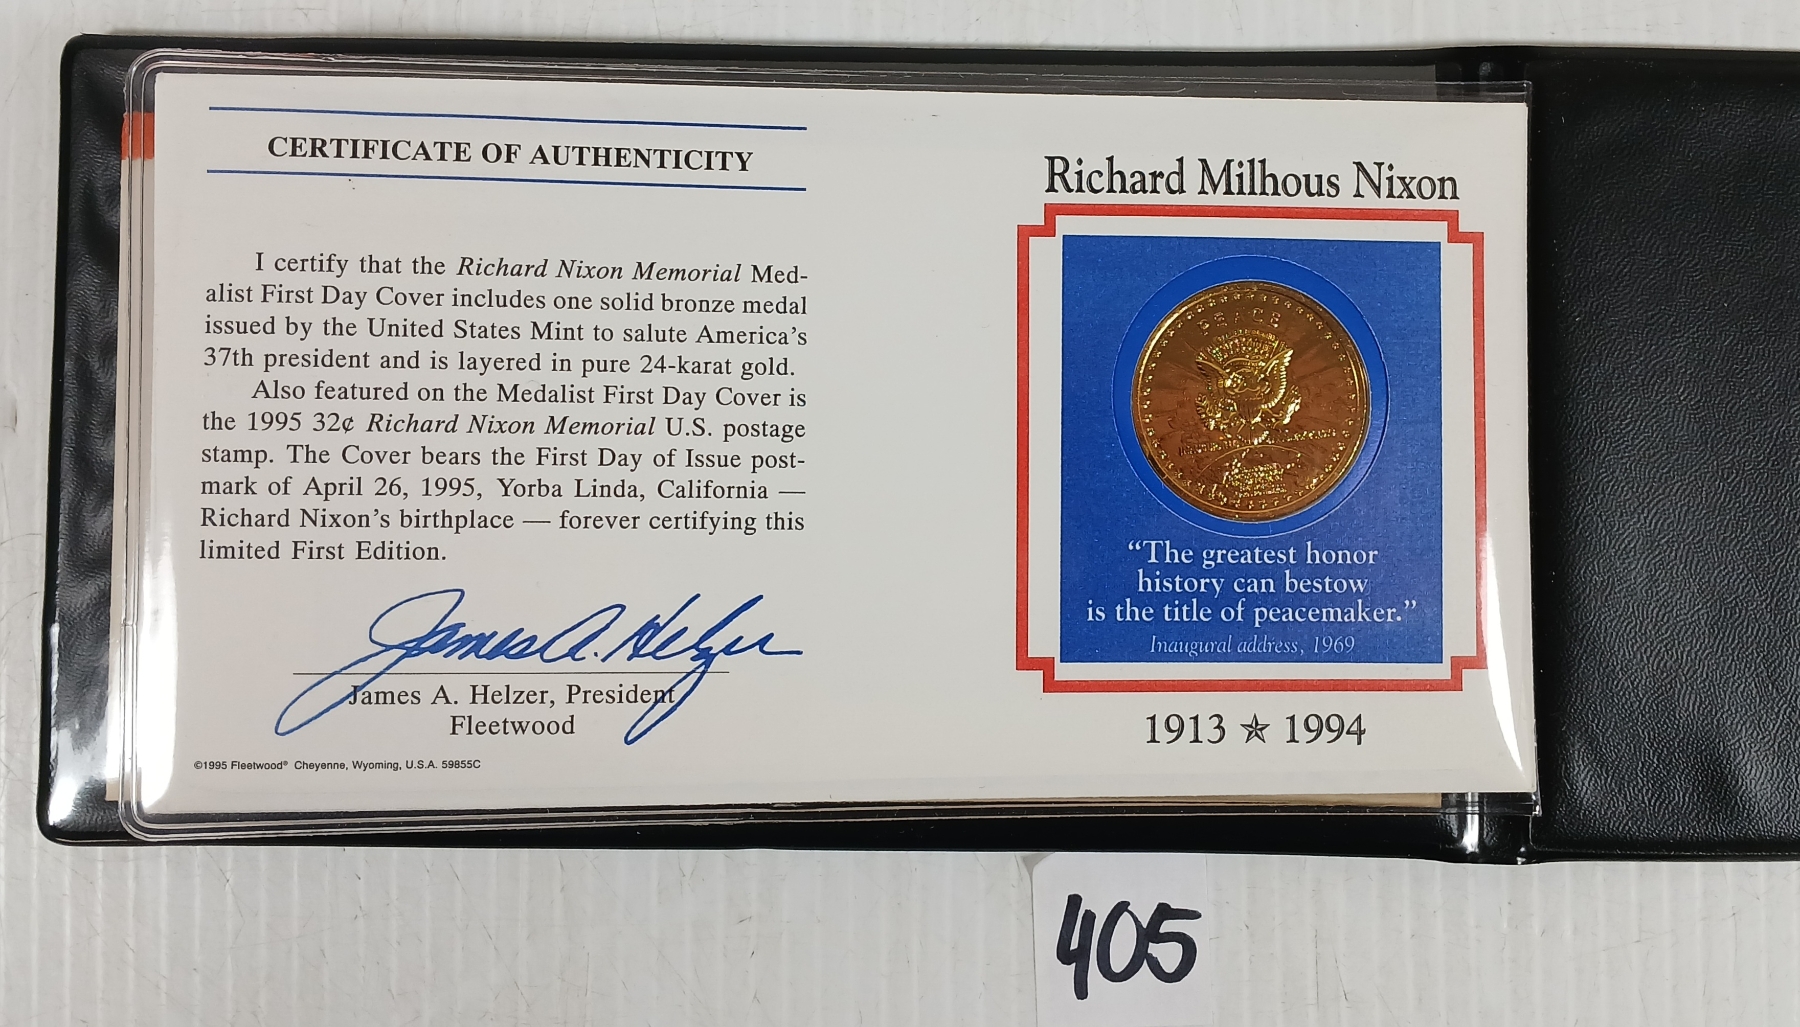 CERTIFICATE OF AUTHENTICITY
I certify that the Richard Nixon Memorial Med-
alist First Day Cover includes one solid bronze medal
issued by the United States Mint to salute America's
37th president and is layered in pure 24-karat gold.
Also featured on the Medalist First Day Cover is
the 1995 32¢ Richard Nixon Memorial U.S. postage
stamp. The Cover bears the First Day of Issue post-
mark of April 26, 1995, Yorba Linda, California —
Richard Nixon's birthplace — forever certifying this
limited First Edition.
James A. Helzer
James A. Helzer, President
Fleetwood
©1995 Fleetwood® Cheyenne, Wyoming, U.S.A. 59855C
Richard Milhous Nixon
PEACE
“The greatest honor
history can bestow
is the title of peacemaker.”
Inaugural address, 1969
1913 ★ 1994
405